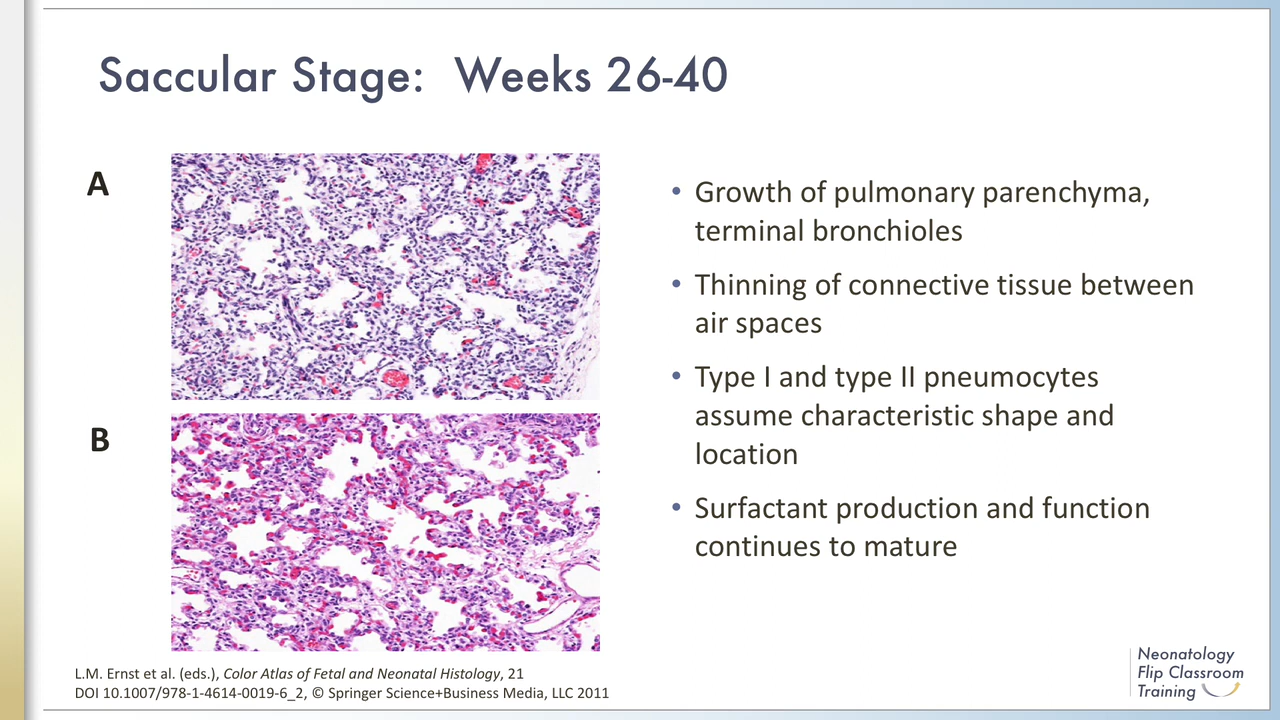 Saccular Stage:  Weeks 26-40
A
B
• Growth of pulmonary parenchyma,
terminal bronchioles
• Thinning of connective tissue between
air spaces
• Type I and type II pneumocytes
assume characteristic shape and
location
• Surfactant production and function
continues to mature
L.M. Ernst et al. (eds.), Color Atlas of Fetal and Neonatal Histology, 21
DOI 10.1007/978-1-4614-0019-6_2, © Springer Science+Business Media, LLC 2011
Neonatology
Flip Classroom
Training